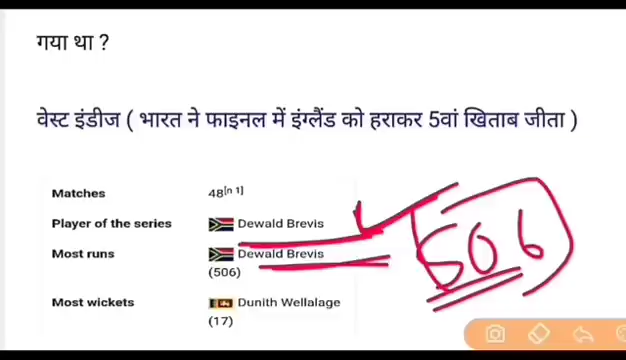 गया था ?
वेस्ट इंडीज ( भारत ने फाइनल में इंग्लैंड को हराकर 5वां खिताब जीता )
Matches 48[n 1]
Player of the series Dewald Brevis
Most runs Dewald Brevis
(506)
506
Most wickets Dunith Wellalage
(17)